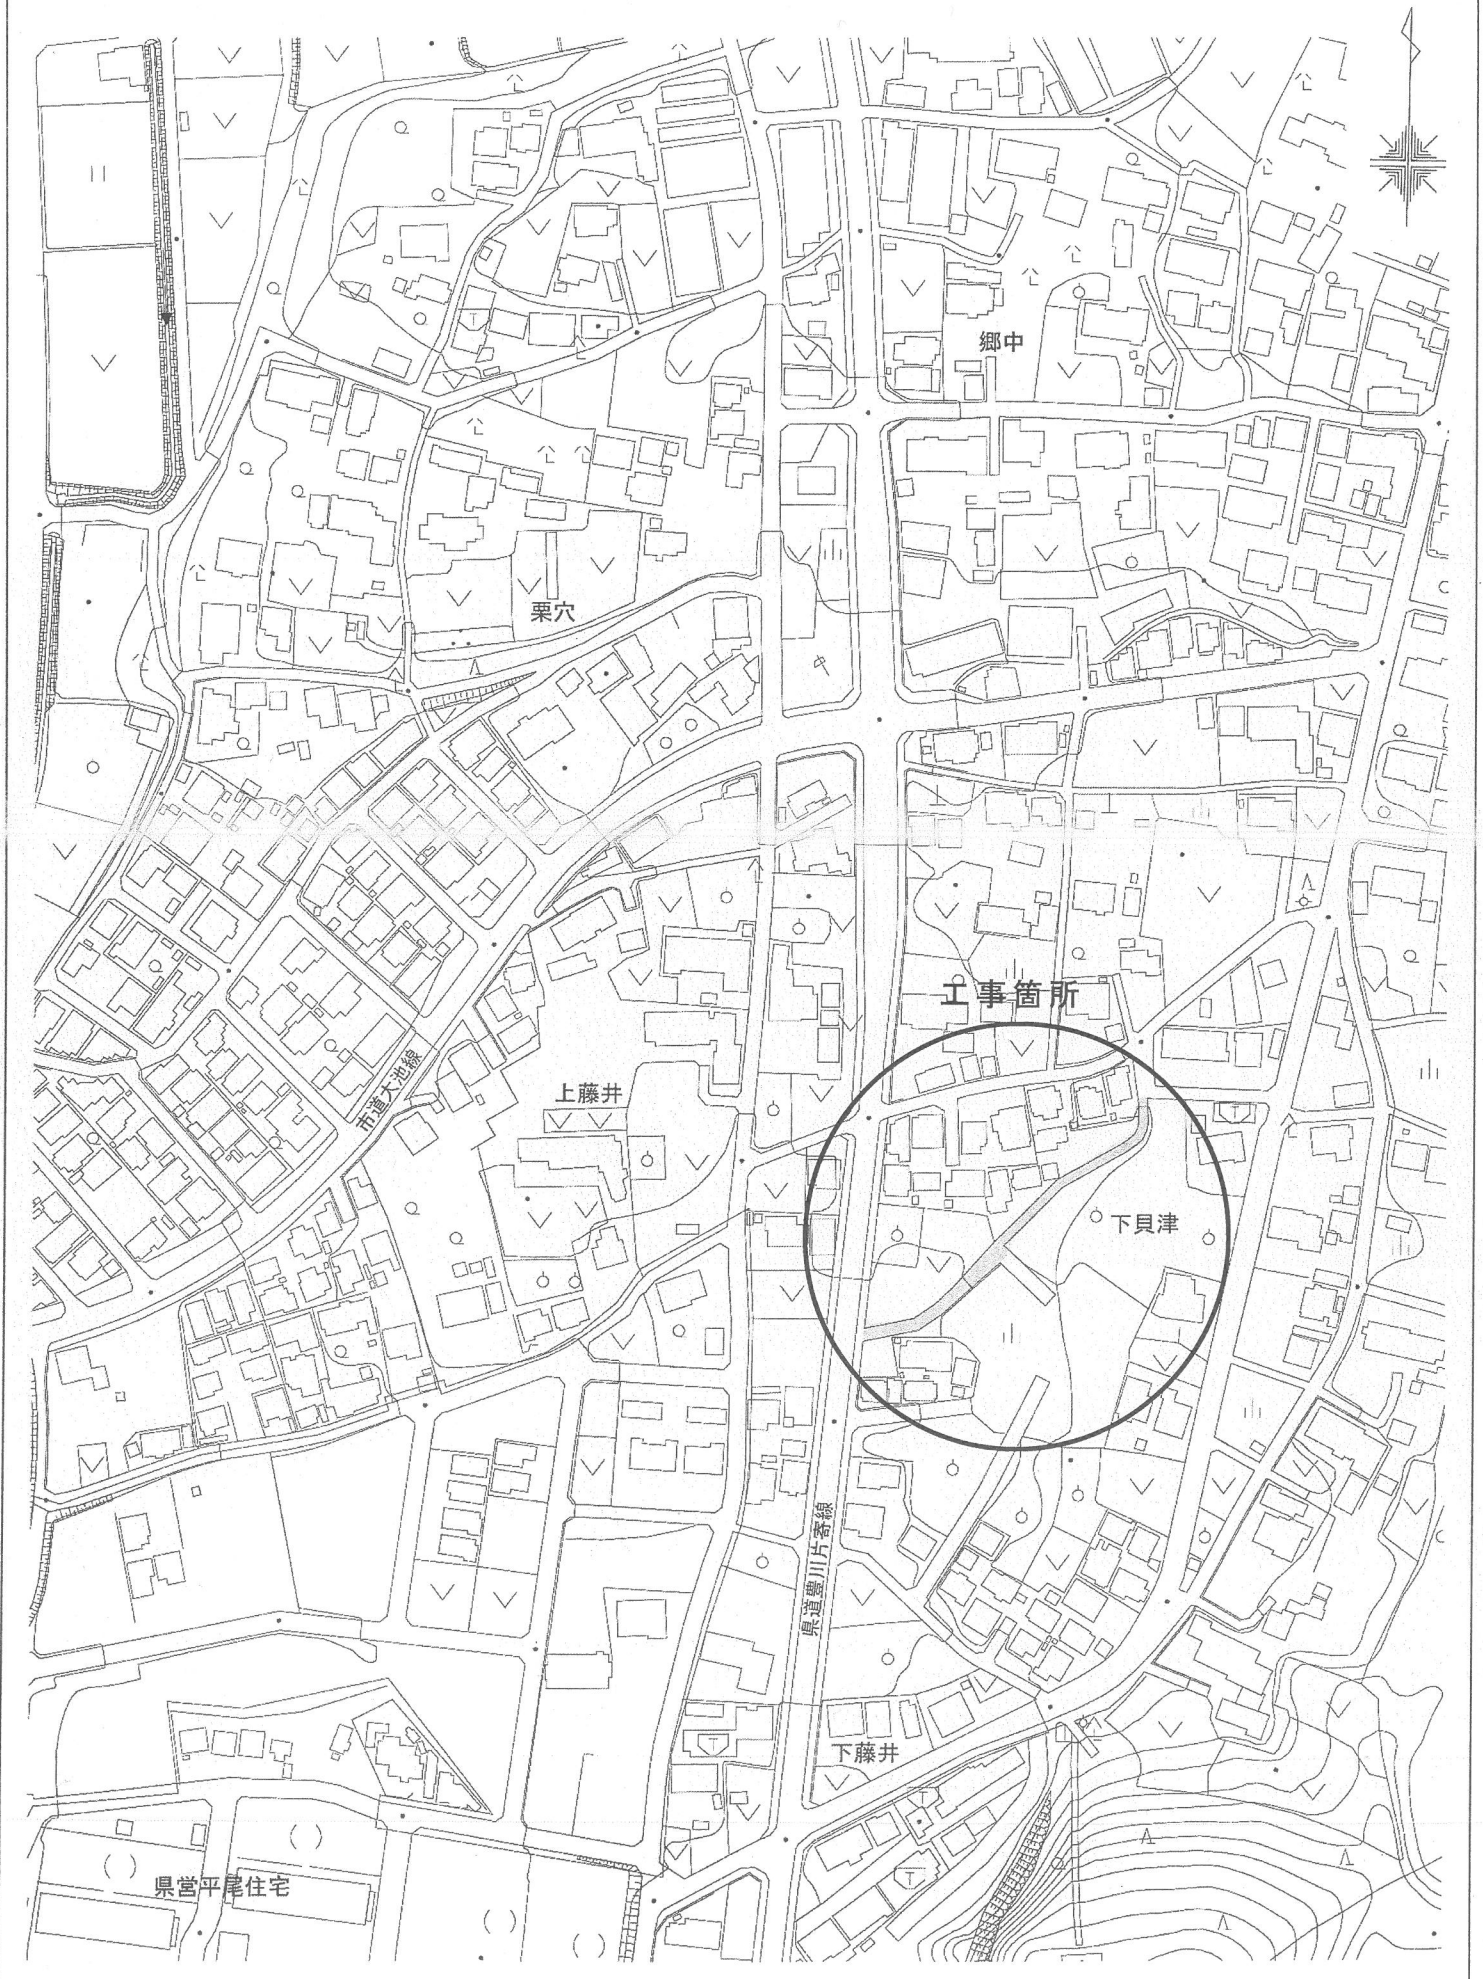 郷中
栗穴
工事箇所
市道大池線
上藤井
下貝津
県道豊川片寄線
下藤井
県営平尾住宅